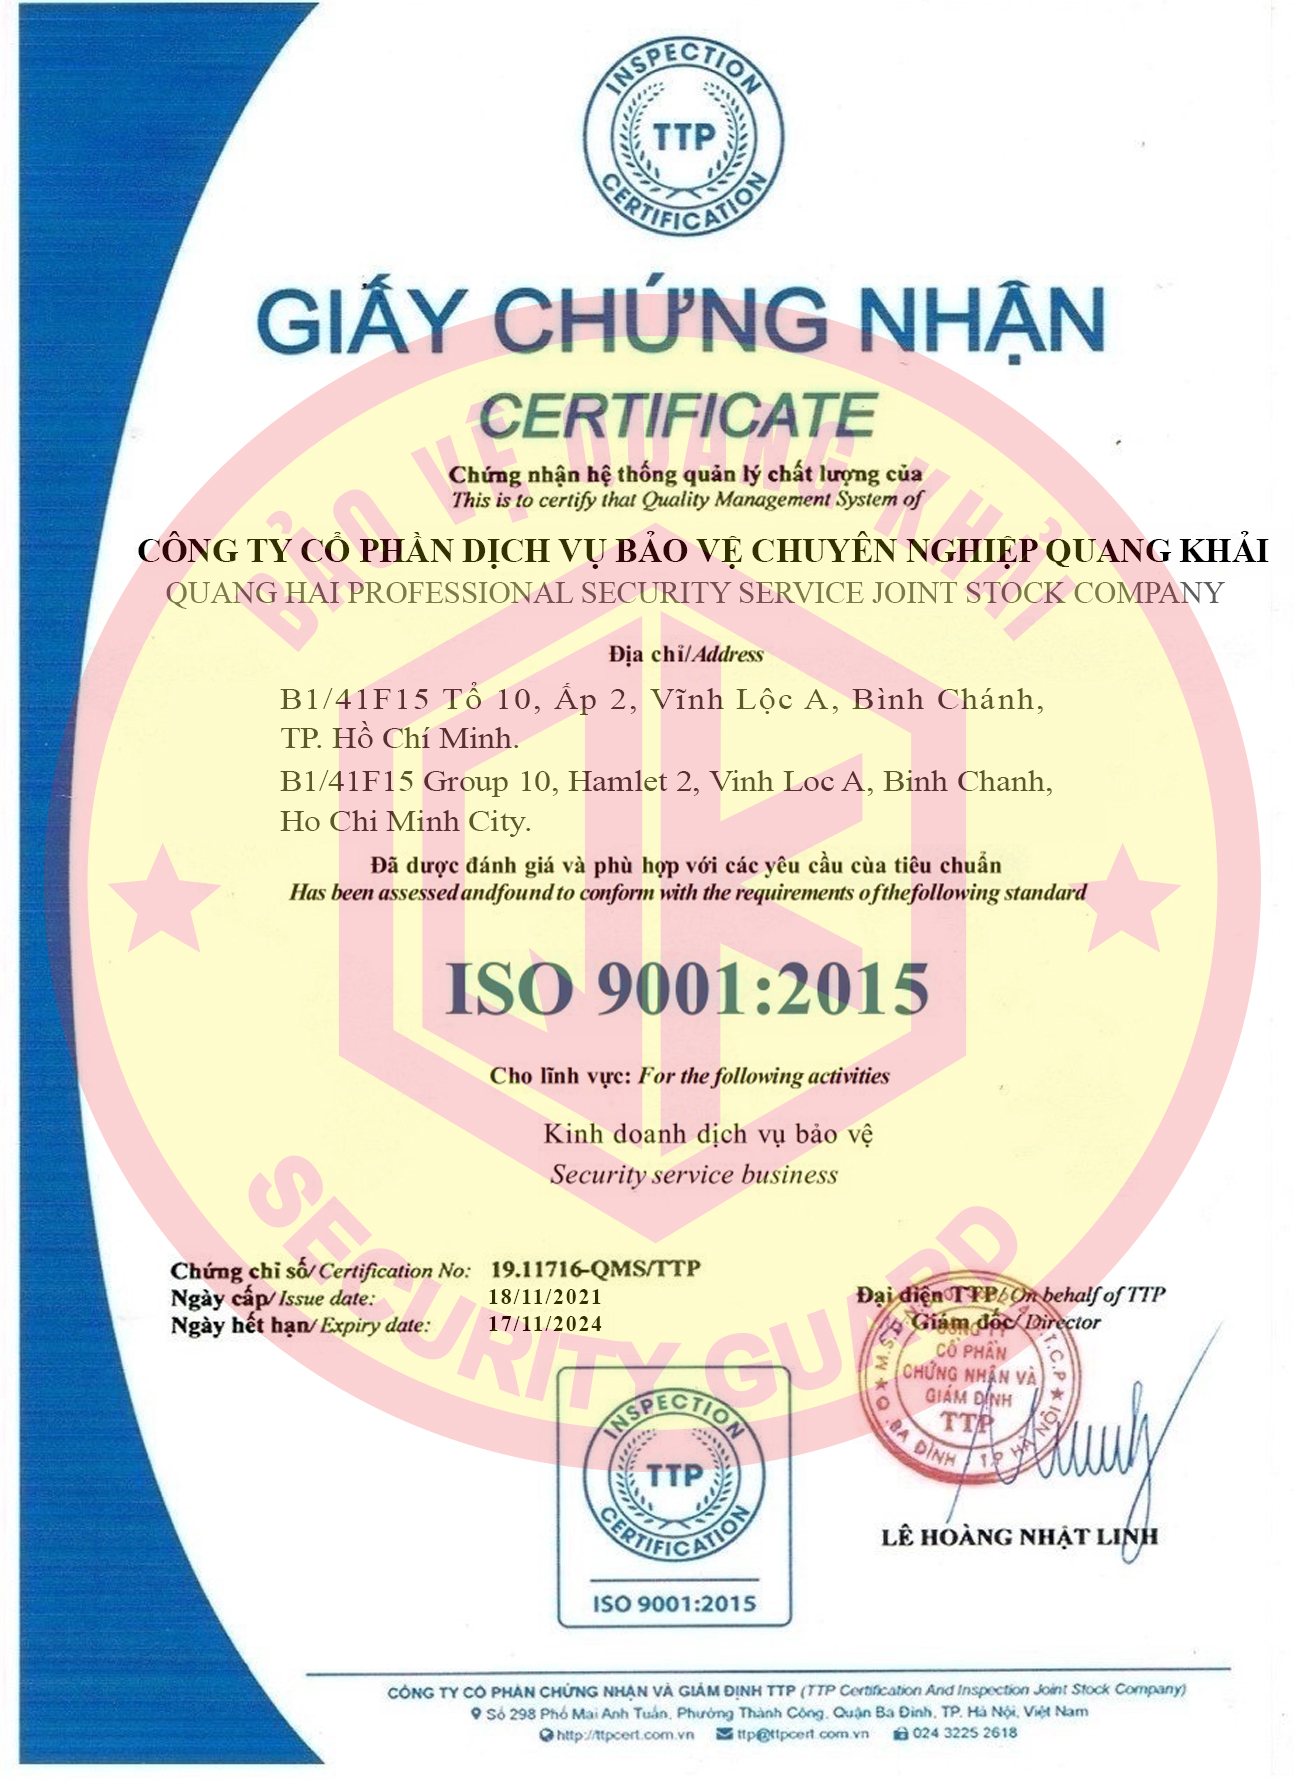 INSPECTION
TTP
CERTIFICATION
GIẤY CHỨNG NHẬN
CERTIFICATE
Chứng nhận hệ thống quản lý chất lượng của
This is to certify that Quality Management System of
CÔNG TY CỔ PHẦN DỊCH VỤ BẢO VỆ CHUYÊN NGHIỆP QUANG KHẢI
QUANG HAI PROFESSIONAL SECURITY SERVICE JOINT STOCK COMPANY
BẢO VỆ QUANG KHẢI
Địa chỉ/Address
B1/41F15 Tổ 10, Ấp 2, Vĩnh Lộc A, Bình Chánh,
TP. Hồ Chí Minh.
B1/41F15 Group 10, Hamlet 2, Vinh Loc A, Binh Chanh,
Ho Chi Minh City.
Đã dược đánh giá và phù hợp với các yêu cầu cùa tiêu chuẩn
Has been assessed and found to conform with the requirements of the following standard
ISO 9001:2015
Cho lĩnh vực: For the following activities
Kinh doanh dịch vụ bảo vệ
Security service business
SECURITY GUARD
Chứng chỉ số/ Certification No: 19.11716-QMS/TTP
Ngày cấp/ Issue date: 18/11/2021
Ngày hết hạn/ Expiry date: 17/11/2024
Đại diện TTP/ On behalf of TTP
Giám đốc/ Director
CÔNG TY
CỔ PHẦN
CHỨNG NHẬN VÀ
GIÁM ĐỊNH
TTP
Q. BA ĐÌNH - T.P HÀ NỘI
LÊ HOÀNG NHẬT LINH
INSPECTION
TTP
CERTIFICATION
ISO 9001:2015
CÔNG TY CỔ PHẦN CHỨNG NHẬN VÀ GIÁM ĐỊNH TTP (TTP Certification And Inspection Joint Stock Company)
Số 298 Phố Mai Anh Tuấn, Phường Thành Công, Quận Ba Đình, TP. Hà Nội, Việt Nam
http://ttpcert.com.vn ttp@ttpcert.com.vn 024 3225 2618